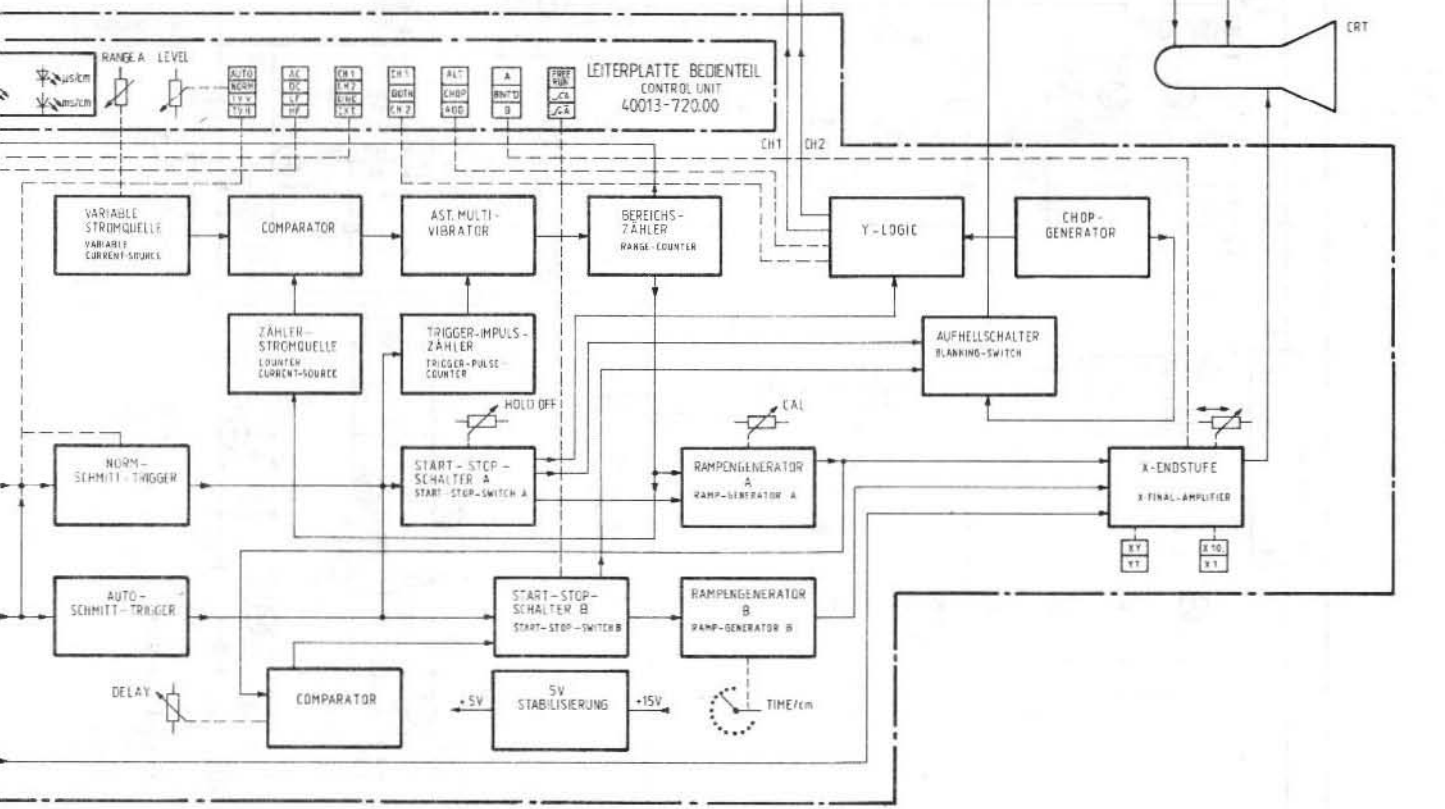 CRT
RANGE A LEVEL
µs/cm
ms/cm
AUTO
NORM
TV V
TV H
AC
DC
LF
HF
CH 1
CH 2
LINE
EXT
CH 1
BOTH
CH 2
ALT
CHOP
ADD
A
B
FREE
RUN
LEITERPLATTE BEDIENTEIL
CONTROL UNIT
40013-720.00
CH1
CH2
VARIABLE
STROMQUELLE
VARIABLE
CURRENT-SOURCE
COMPARATOR
AST. MULTI-
VIBRATOR
BEREICHS-
ZÄHLER
RANGE-COUNTER
Y-LOGIC
CHOP-
GENERATOR
ZÄHLER-
STROMQUELLE
COUNTER
CURRENT-SOURCE
TRIGGER-IMPULS-
ZÄHLER
TRIGGER-PULSE-
COUNTER
AUFHELLSCHALTER
BLANKING-SWITCH
HOLD OFF
CAL
NORM-
SCHMITT-TRIGGER
START-STOP-
SCHALTER A
START-STOP-SWITCH A
RAMPENGENERATOR
A
RAMP-GENERATOR A
X-ENDSTUFE
X-FINAL-AMPLIFIER
XY
YT
X 10
X 1
AUTO-
SCHMITT-TRIGGER
START-STOP-
SCHALTER B
START-STOP-SWITCH B
RAMPENGENERATOR
B
RAMP-GENERATOR B
DELAY
COMPARATOR
+5V
5V
STABILISIERUNG
+15V
TIME/cm